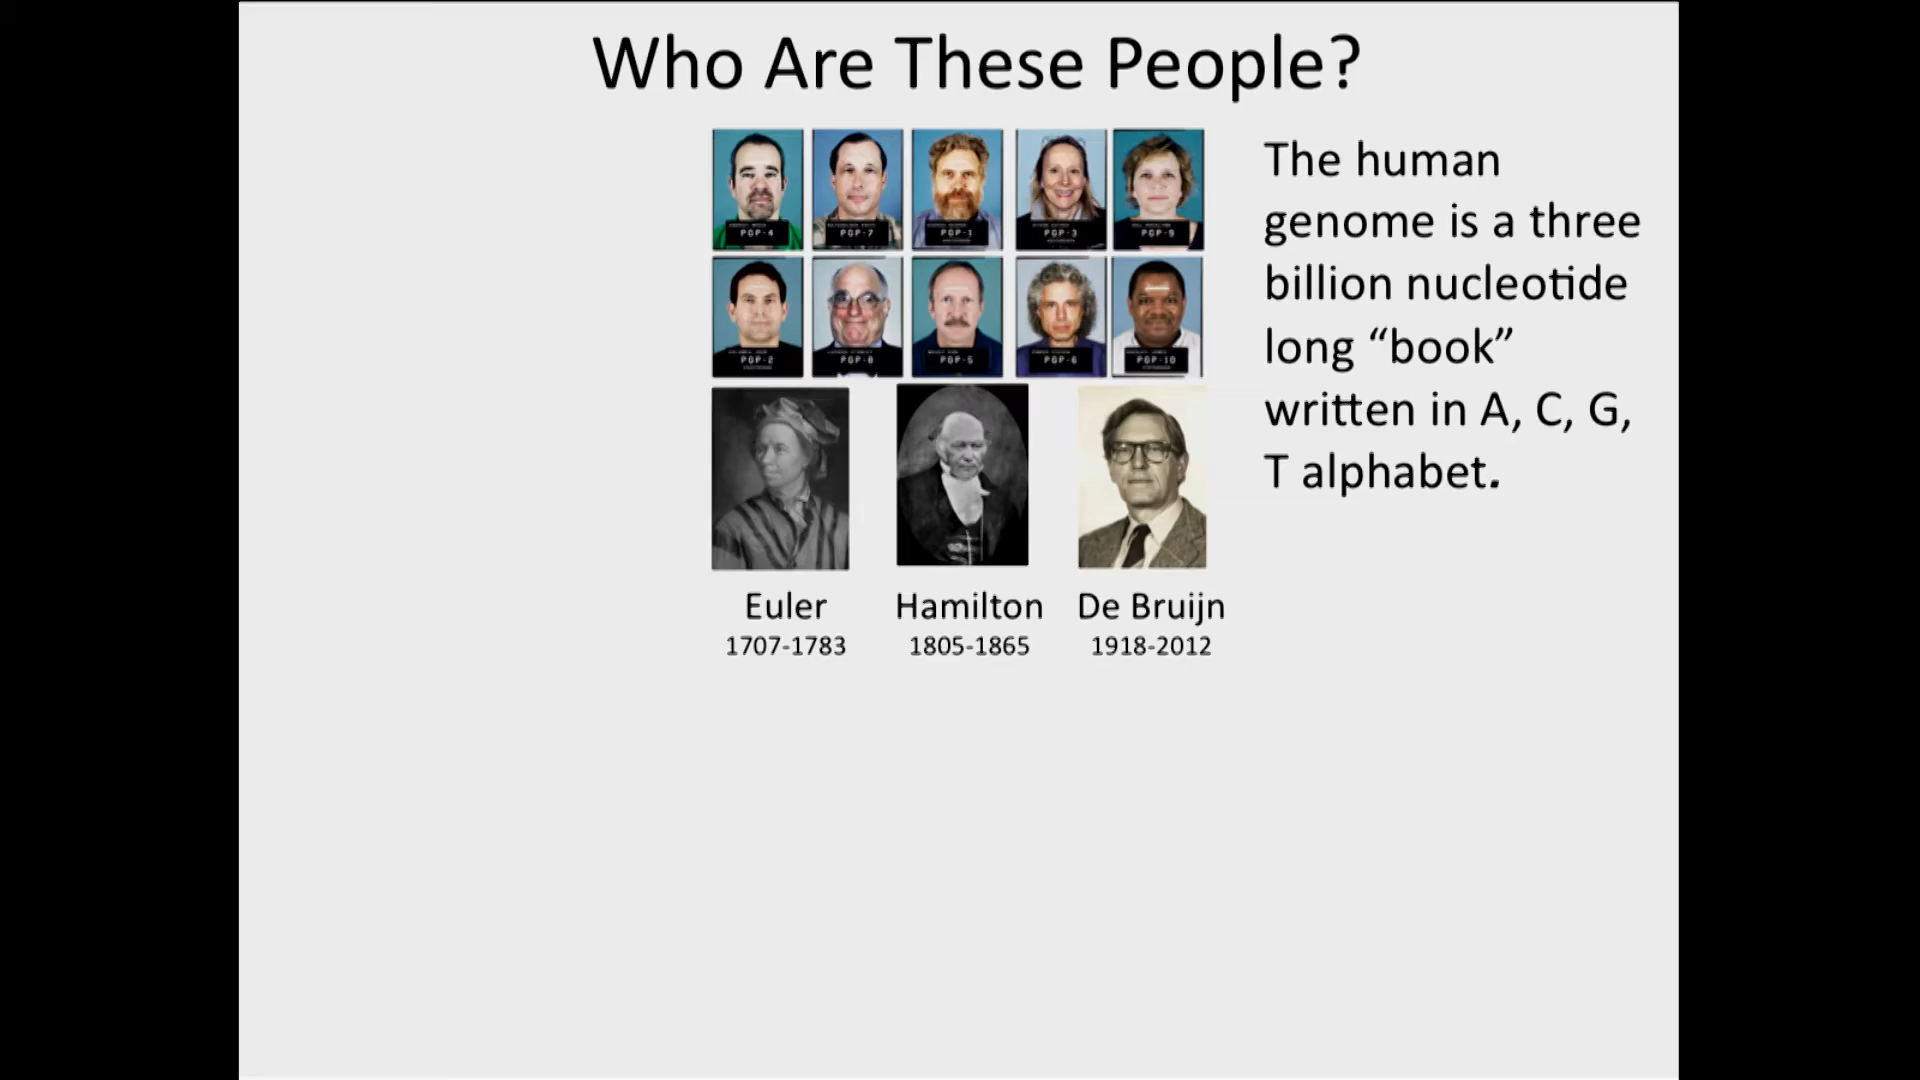 Who Are These People?
PGP-4
PGP-7
PGP-1
PGP-3
PGP-9
PGP-2
PGP-8
PGP-5
PGP-6
PGP-10
The human
genome is a three
billion nucleotide
long “book”
written in A, C, G,
T alphabet.
Euler
Hamilton
De Bruijn
1707-1783
1805-1865
1918-2012